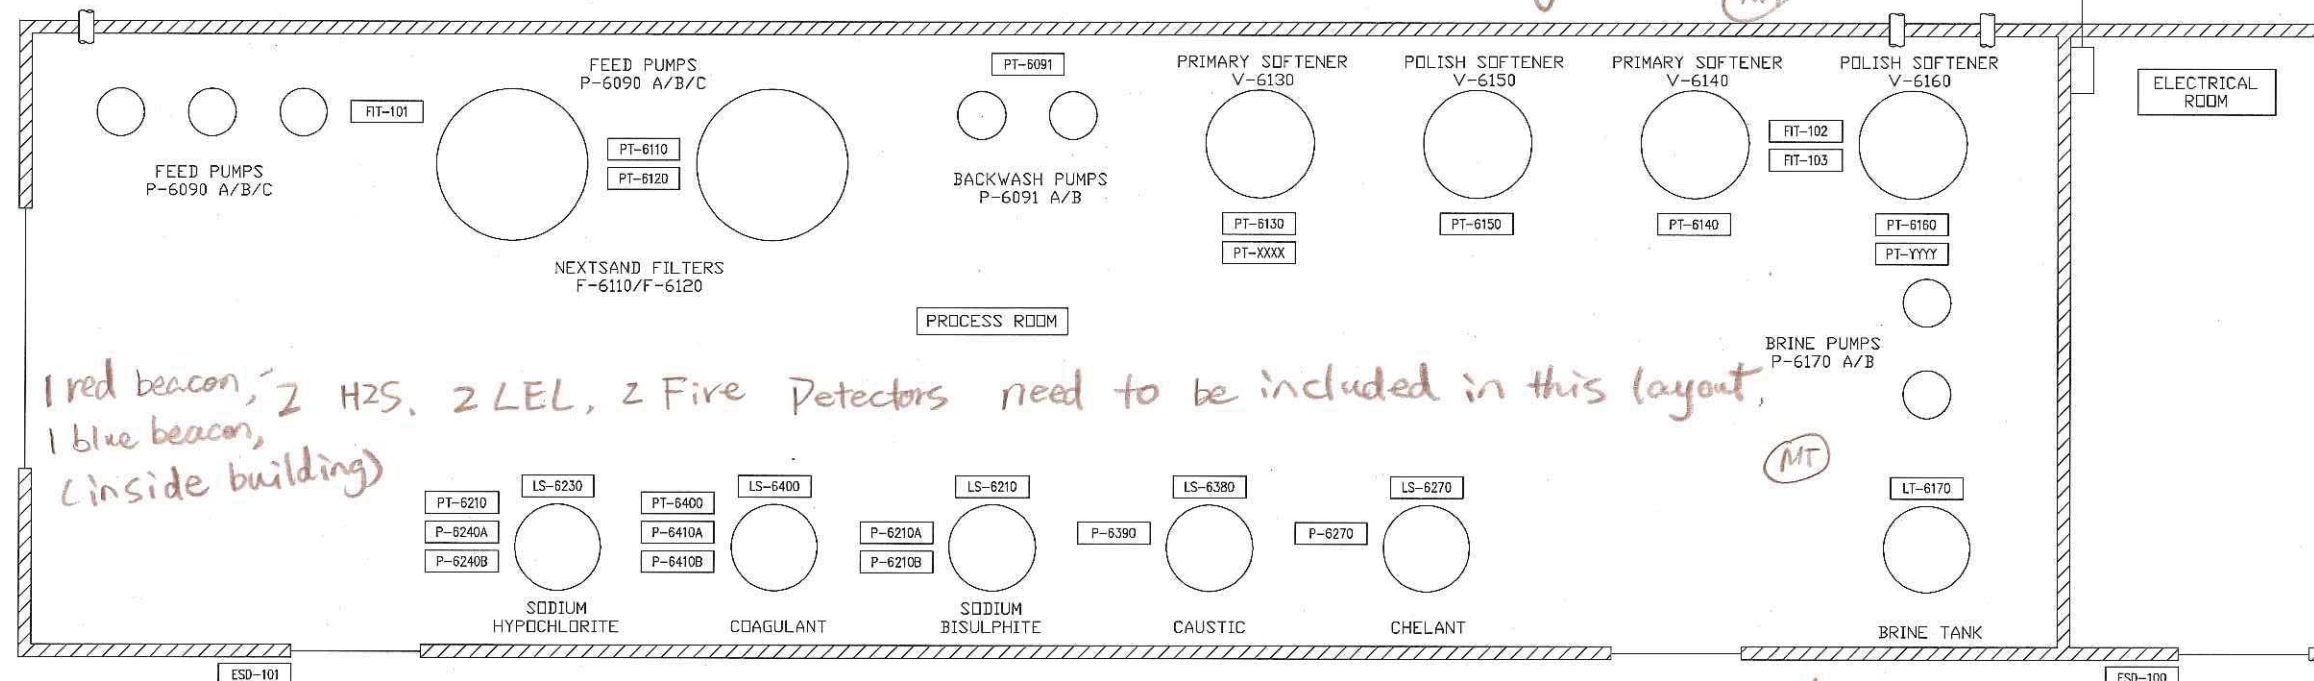 FEED PUMPS
P-6090 A/B/C
PT-6091
PRIMARY SOFTENER
V-6130
POLISH SOFTENER
V-6150
PRIMARY SOFTENER
V-6140
POLISH SOFTENER
V-6160
ELECTRICAL
ROOM
FIT-101
FEED PUMPS
P-6090 A/B/C
PT-6110
PT-6120
BACKWASH PUMPS
P-6091 A/B
FIT-102
FIT-103
PT-6130
PT-XXXX
PT-6150
PT-6140
PT-6160
PT-YYYY
NEXTSAND FILTERS
F-6110/F-6120
PROCESS ROOM
BRINE PUMPS
P-6170 A/B
1 red beacon, 2 H2S. 2 LEL, 2 Fire Detectors need to be included in this layout,
1 blue beacon,
(inside building)
MT
PT-6210
P-6240A
P-6240B
LS-6230
SODIUM
HYPOCHLORITE
PT-6400
P-6410A
P-6410B
LS-6400
COAGULANT
P-6210A
P-6210B
LS-6210
SODIUM
BISULPHITE
P-6390
LS-6380
CAUSTIC
P-6270
LS-6270
CHELANT
LT-6170
BRINE TANK
ESD-101
ESD-100